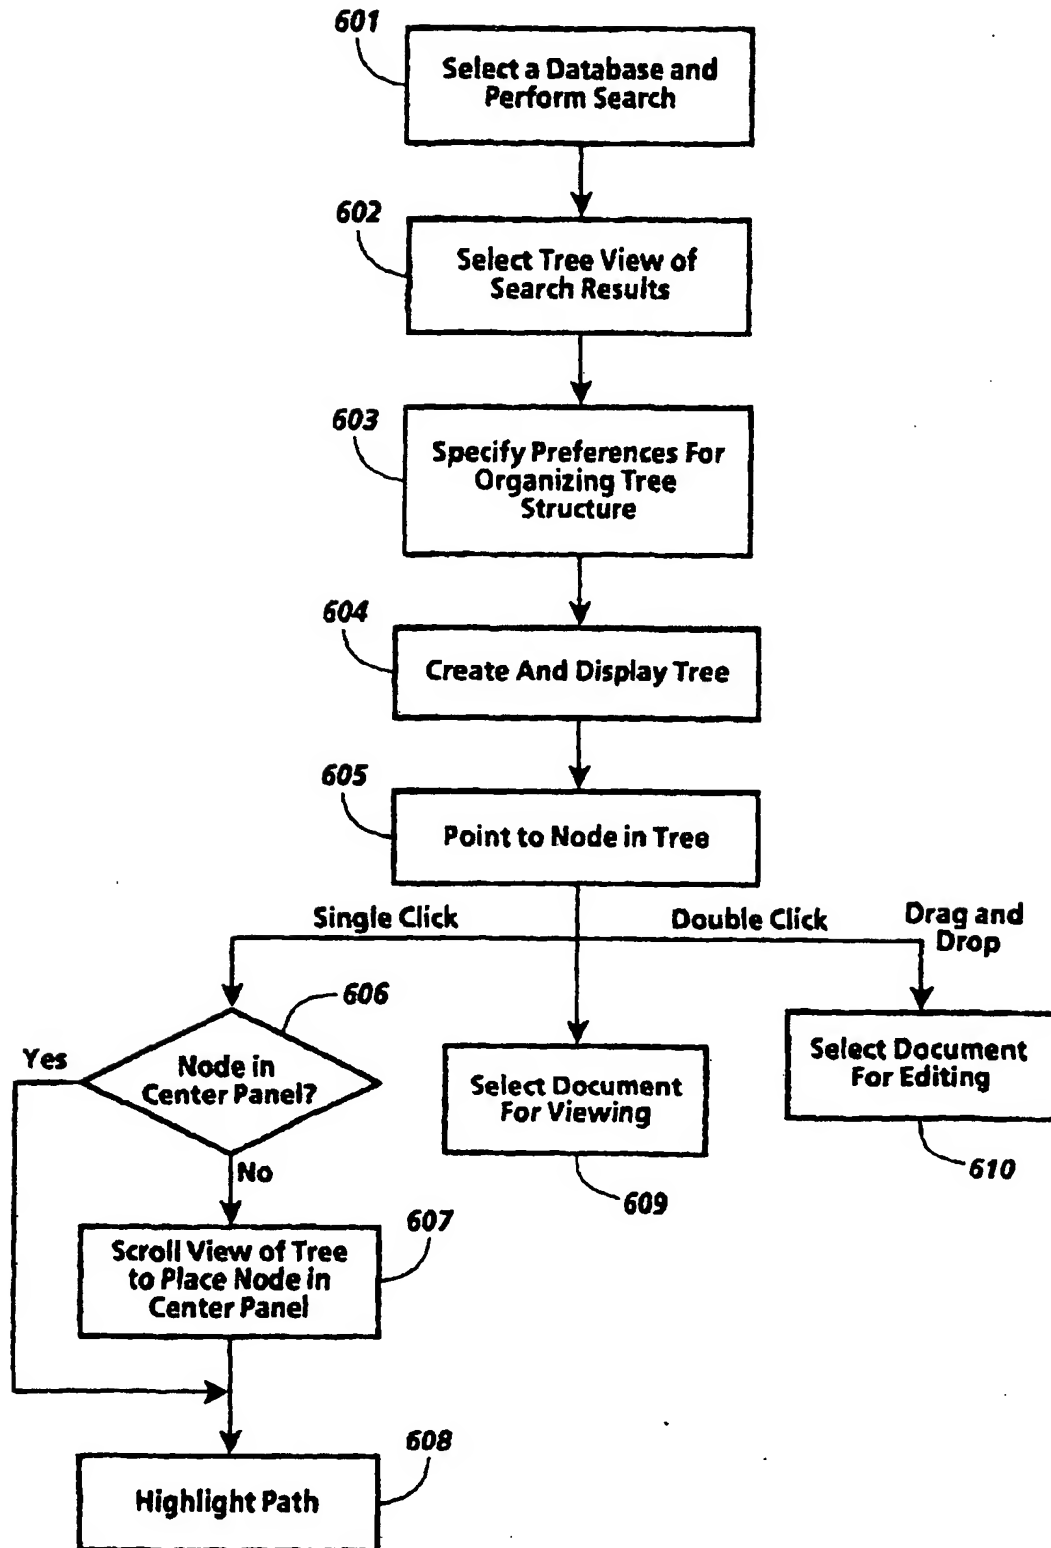 601
Select a Database and
Perform Search
602
Select Tree View of
Search Results
603
Specify Preferences For
Organizing Tree
Structure
604
Create And Display Tree
605
Point to Node in Tree
Single Click
Double Click
Drag and
Drop
606
Yes
Node in
Center Panel?
No
Select Document
For Viewing
609
Select Document
For Editing
610
607
Scroll View of Tree
to Place Node in
Center Panel
608
Highlight Path